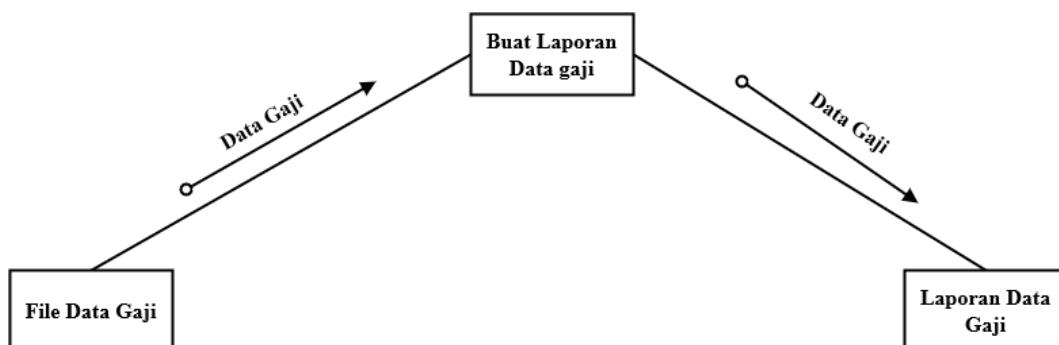 Buat Laporan
Data gaji
Data Gaji
Data Gaji
File Data Gaji
Laporan Data
Gaji